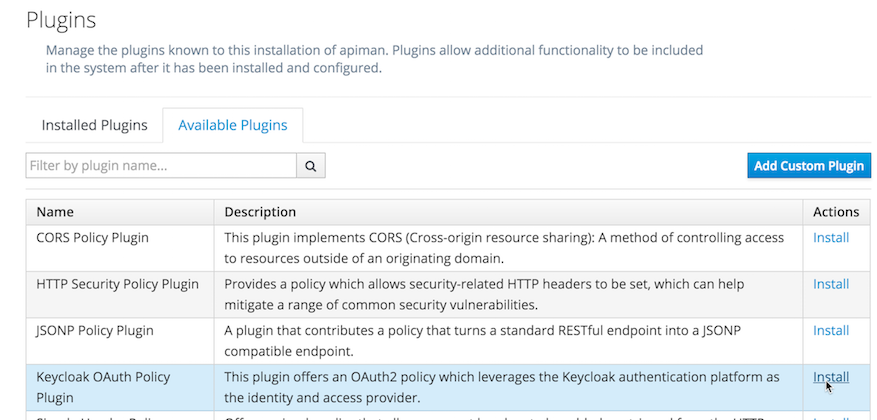 Plugins
Manage the plugins known to this installation of apiman. Plugins allow additional functionality to be included
in the system after it has been installed and configured.
Installed Plugins Available Plugins
Filter by plugin name... Add Custom Plugin
Name Description Actions
CORS Policy Plugin This plugin implements CORS (Cross-origin resource sharing): A method of controlling access Install
to resources outside of an originating domain.
HTTP Security Policy Plugin Provides a policy which allows security-related HTTP headers to be set, which can help Install
mitigate a range of common security vulnerabilities.
JSONP Policy Plugin A plugin that contributes a policy that turns a standard RESTful endpoint into a JSONP Install
compatible endpoint.
Keycloak OAuth Policy This plugin offers an OAuth2 policy which leverages the Keycloak authentication platform as Install
Plugin the identity and access provider.